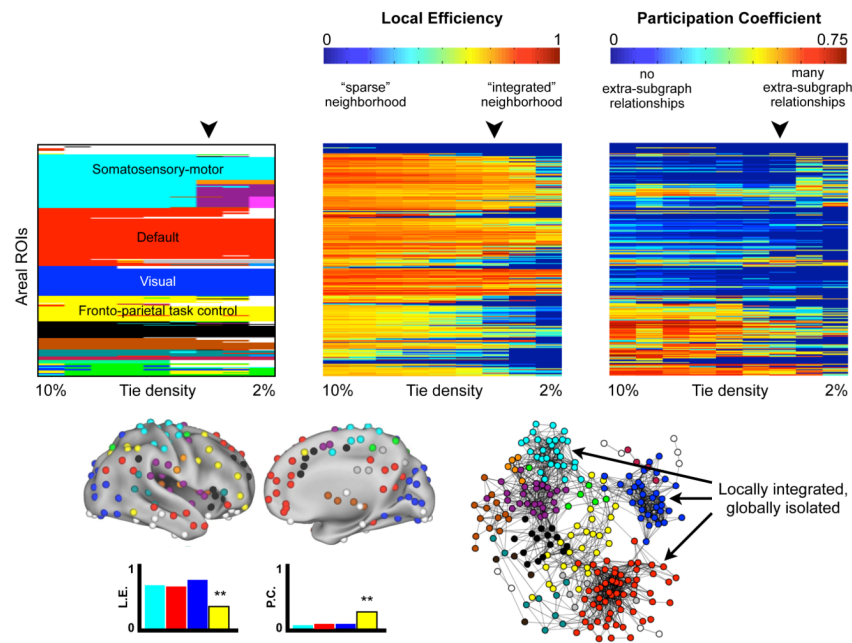 Local Efficiency
Participation Coefficient
0
1
0
0.75
"sparse"
neighborhood
"integrated"
neighborhood
no
extra-subgraph
relationships
many
extra-subgraph
relationships
Areal ROIs
Somatosensory-motor
Default
Visual
Fronto-parietal task control
10%
Tie density
2%
10%
Tie density
2%
10%
Tie density
2%
Locally integrated,
globally isolated
L.E.
1
0
**
P.C.
1
0
**